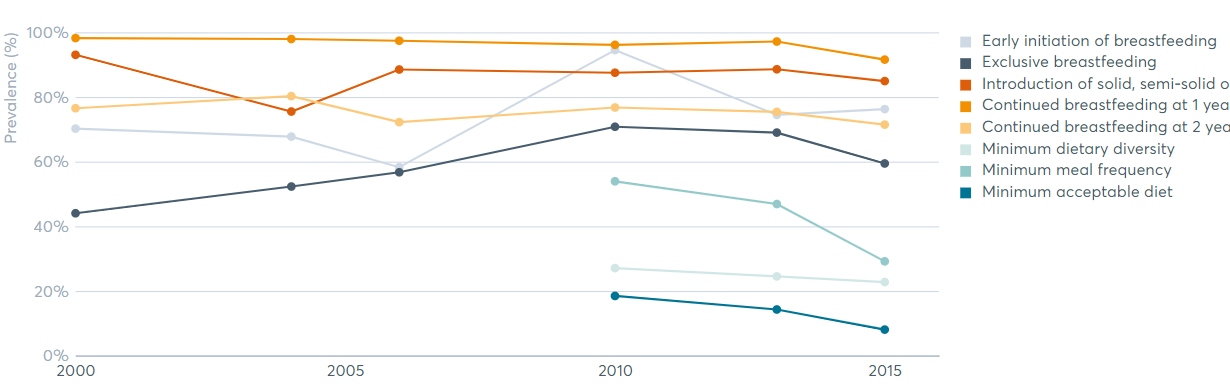 Prevalence (%)
100%
80%
60%
40%
20%
0%
2000
2005
2010
2015
Early initiation of breastfeeding
Exclusive breastfeeding
Introduction of solid, semi-solid o
Continued breastfeeding at 1 yea
Continued breastfeeding at 2 yea
Minimum dietary diversity
Minimum meal frequency
Minimum acceptable diet